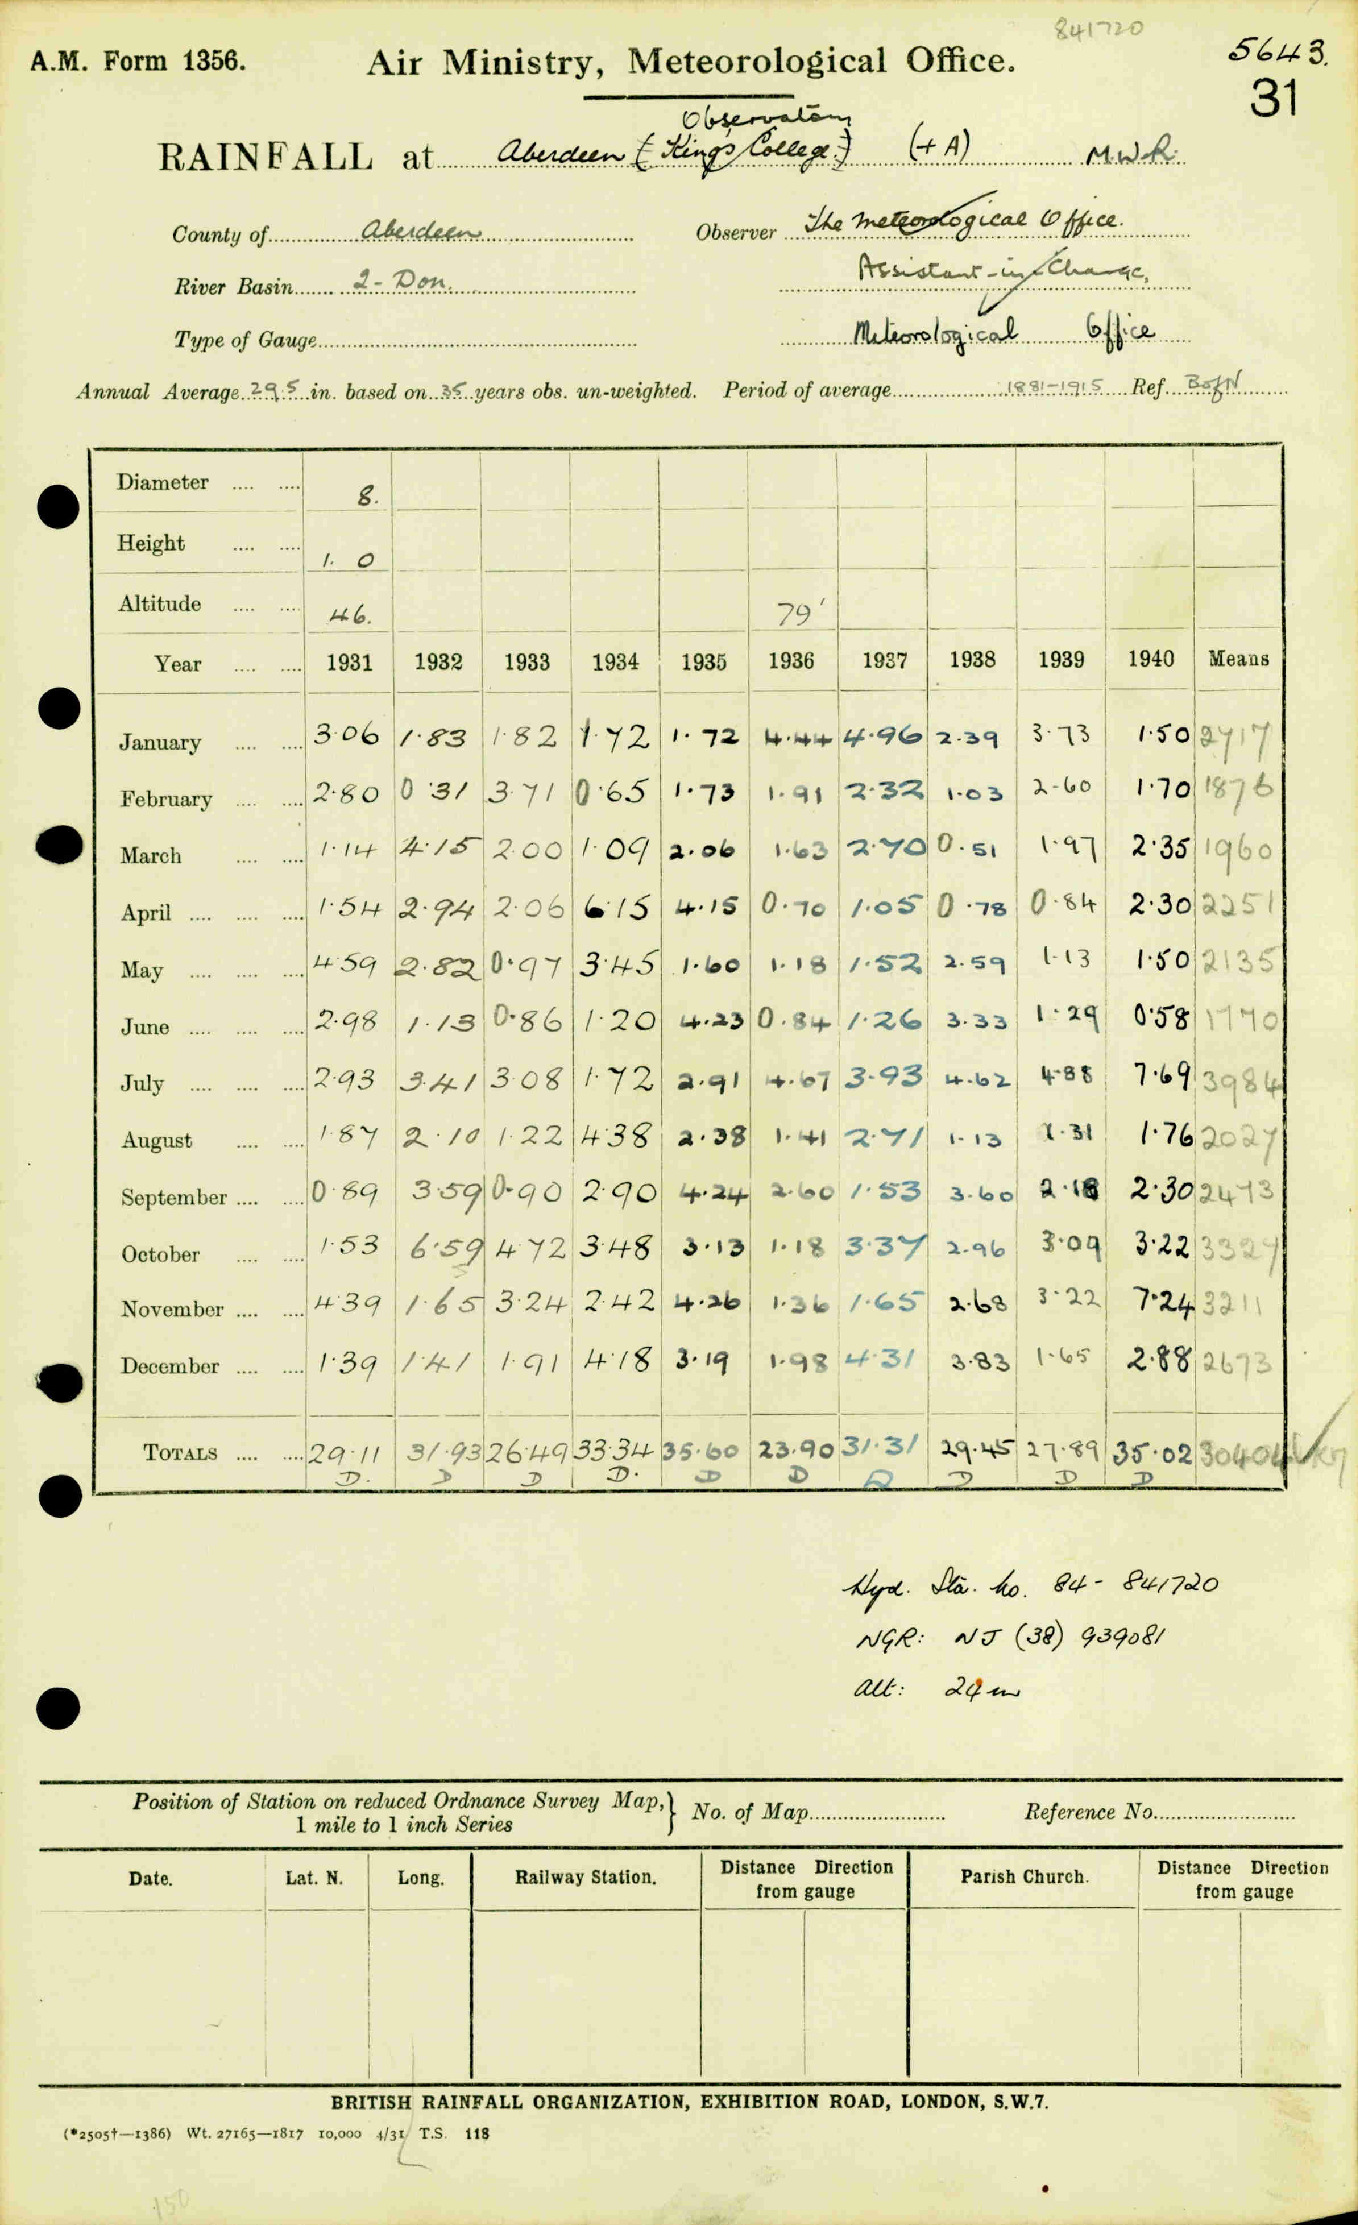 841720
A.M. Form 1356. Air Ministry, Meteorological Office. 5643.
31
Observatory
RAINFALL at Aberdeen (King's College) (+A) M.W.R.
County of Aberdeen Observer The Meteorological Office.
River Basin 2 - Don. Assistant-in-Charge,
Type of Gauge Meteorological Office
Annual Average 29.5 in. based on 35 years obs. un-weighted. Period of average 1881-1915 Ref. B of N
Diameter .... .... 8.
Height .... .... 1. 0
Altitude .... .... 46. 79'
Year .... .... 1931 1932 1933 1934 1935 1936 1937 1938 1939 1940 Means
January .... .... 3·06 1·83 1·82 1·72 1·72 4·44 4·96 2·39 3·73 1·50 2717
February .... .... 2·80 0·31 3·71 0·65 1·73 1·91 2·32 1·03 2·60 1·70 1876
March .... .... 1·14 4·15 2·00 1·09 2·06 1·63 2·70 0·51 1·97 2·35 1960
April .... .... .... 1·54 2·94 2·06 6·15 4·15 0·70 1·05 0·78 0·84 2·30 2251
May .... .... .... 4·59 2·82 0·97 3·45 1·60 1·18 1·52 2·59 1·13 1·50 2135
June .... .... .... 2·98 1·13 0·86 1·20 4·23 0·84 1·26 3·33 1·29 0·58 1770
July .... .... .... 2·93 3·41 3·08 1·72 2·91 4·67 3·93 4·62 4·88 7·69 3984
August .... .... 1·87 2·10 1·22 4·38 2·38 1·41 2·71 1·13 1·31 1·76 2027
September .... .... 0·89 3·59 0·90 2·90 4·24 2·60 1·53 3·60 2·18 2·30 2473
October .... .... 1·53 6·59 4·72 3·48 3·13 1·18 3·37 2·96 3·09 3·22 3327
5
November .... .... 4·39 1·65 3·24 2·42 4·26 1·36 1·65 2·68 3·22 7·24 3211
December .... .... 1·39 1·41 1·91 4·18 3·19 1·98 4·31 3·83 1·65 2·88 2673
TOTALS .... .... 29·11 31·93 26·49 33·34 35·60 23·90 31·31 29·45 27·89 35·02 30404
D. D D D. D D D D D D
Hyd. Sta. No. 84 - 841720
NGR: NJ (38) 939081
Alt: 24 m
Position of Station on reduced Ordnance Survey Map,} No. of Map Reference No.
1 mile to 1 inch Series
Date. Lat. N. Long. Railway Station. Distance Direction from gauge Parish Church. Distance Direction from gauge
BRITISH RAINFALL ORGANIZATION, EXHIBITION ROAD, LONDON, S.W.7.
(*2505†—1386) Wt. 27165—1817 10,000 4/31 T.S. 118
150